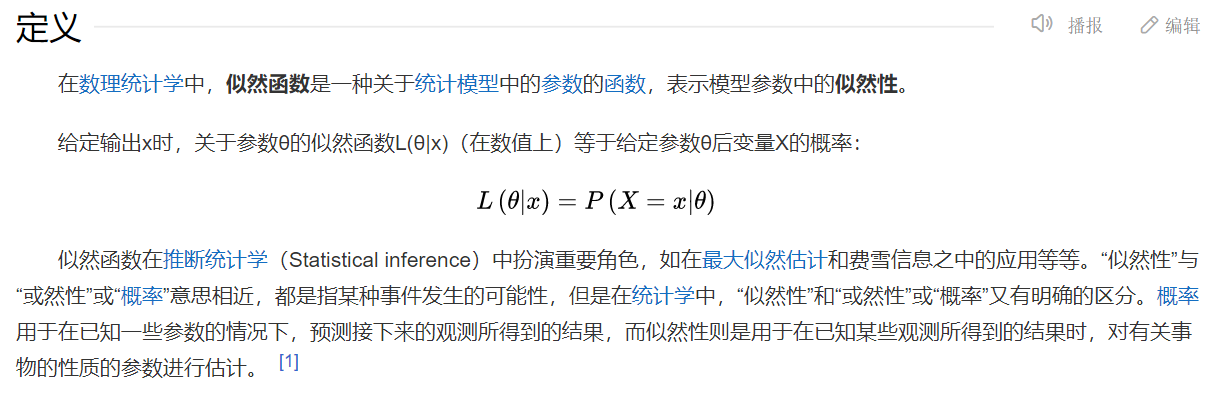 定义
播报
编辑
在数理统计学中，似然函数是一种关于统计模型中的参数的函数，表示模型参数中的似然性。
给定输出x时，关于参数θ的似然函数L(θ|x)（在数值上）等于给定参数θ后变量X的概率：
L (θ|x) = P (X = x|θ)
似然函数在推断统计学（Statistical inference）中扮演重要角色，如在最大似然估计和费雪信息之中的应用等等。“似然性”与
“或然性”或“概率”意思相近，都是指某种事件发生的可能性，但是在统计学中，“似然性”和“或然性”或“概率”又有明确的区分。概率
用于在已知一些参数的情况下，预测接下来的观测所得到的结果，而似然性则是用于在已知某些观测所得到的结果时，对有关事
物的性质的参数进行估计。 [1]